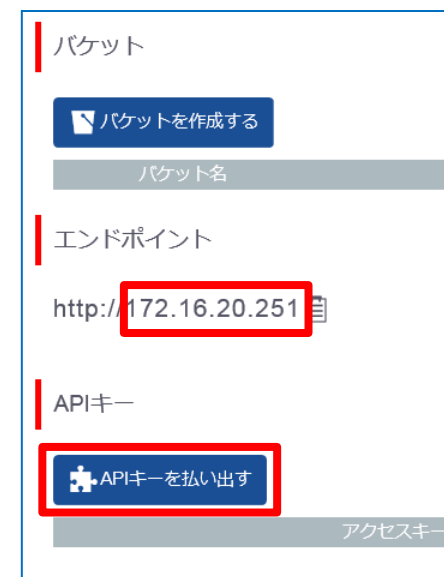 バケット
バケットを作成する
バケット名
エンドポイント
http://172.16.20.251
APIキー
APIキーを払い出す
アクセスキー